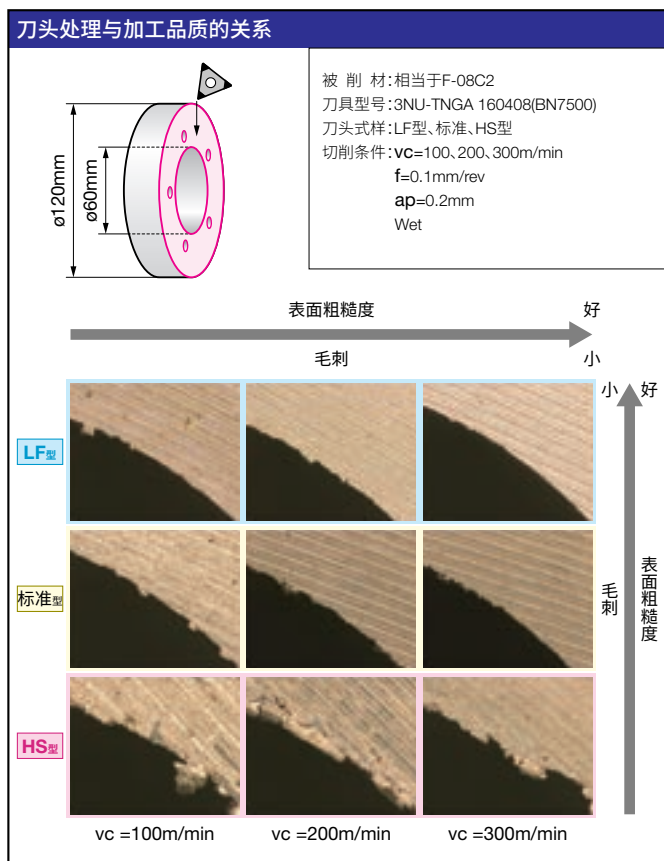 刀头处理与加工品质的关系
被 削 材:相当于F-08C2
刀具型号:3NU-TNGA 160408(BN7500)
刀头式样:LF型、标准、HS型
切削条件:vc=100、200、300m/min
f=0.1mm/rev
ap=0.2mm
Wet
ø120mm
ø60mm
表面粗糙度 好
毛刺 小
小 好
LF型
标准型
HS型
毛刺
表面粗糙度
vc =100m/min vc =200m/min vc =300m/min